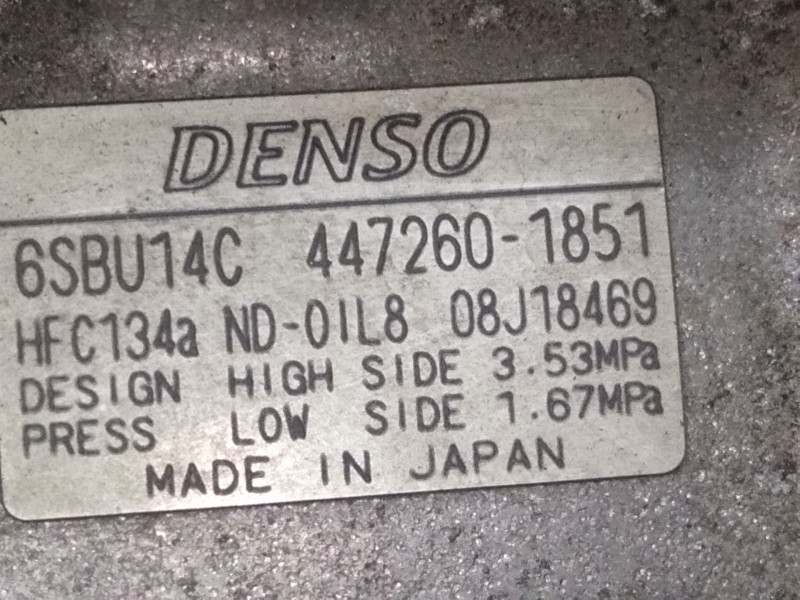 DENSO
6SBU14C 447260-1851
HFC134a ND-OIL8 08J18469
DESIGN HIGH SIDE 3.53MPa
PRESS LOW SIDE 1.67MPa
MADE IN JAPAN